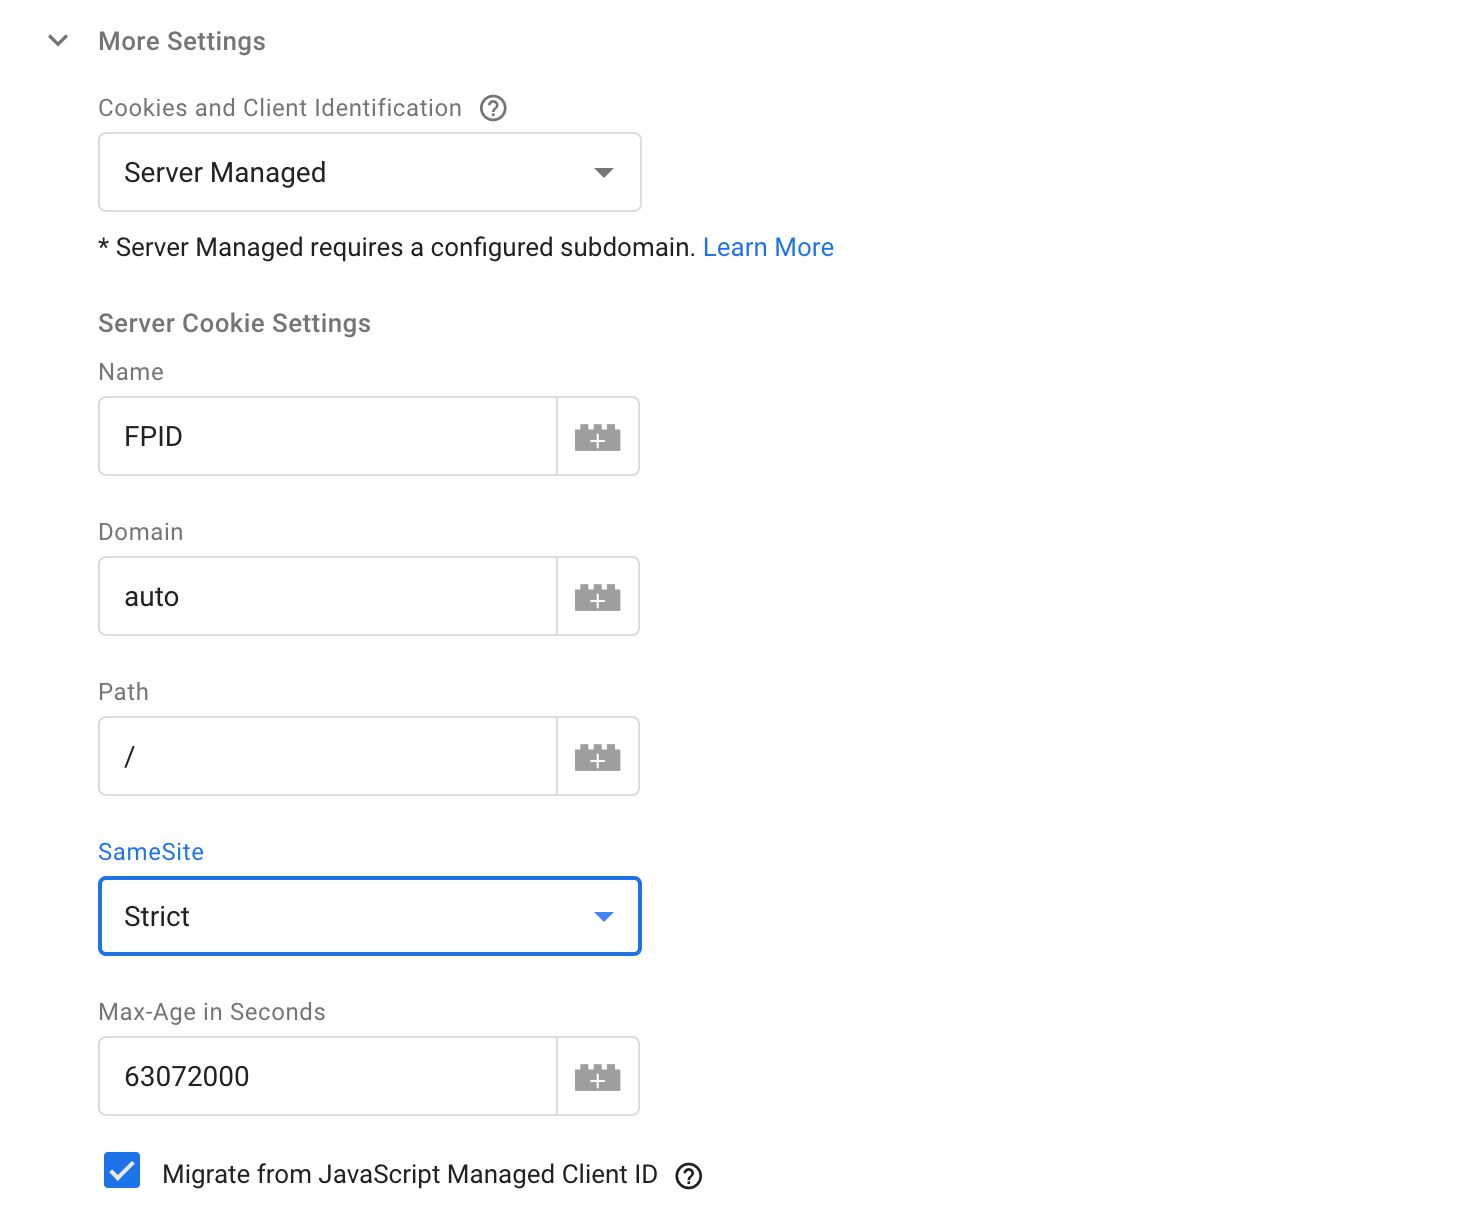 More Settings
Cookies and Client Identification
Server Managed
* Server Managed requires a configured subdomain. Learn More
Server Cookie Settings
Name
FPID
Domain
auto
Path
/
SameSite
Strict
Max-Age in Seconds
63072000
Migrate from JavaScript Managed Client ID